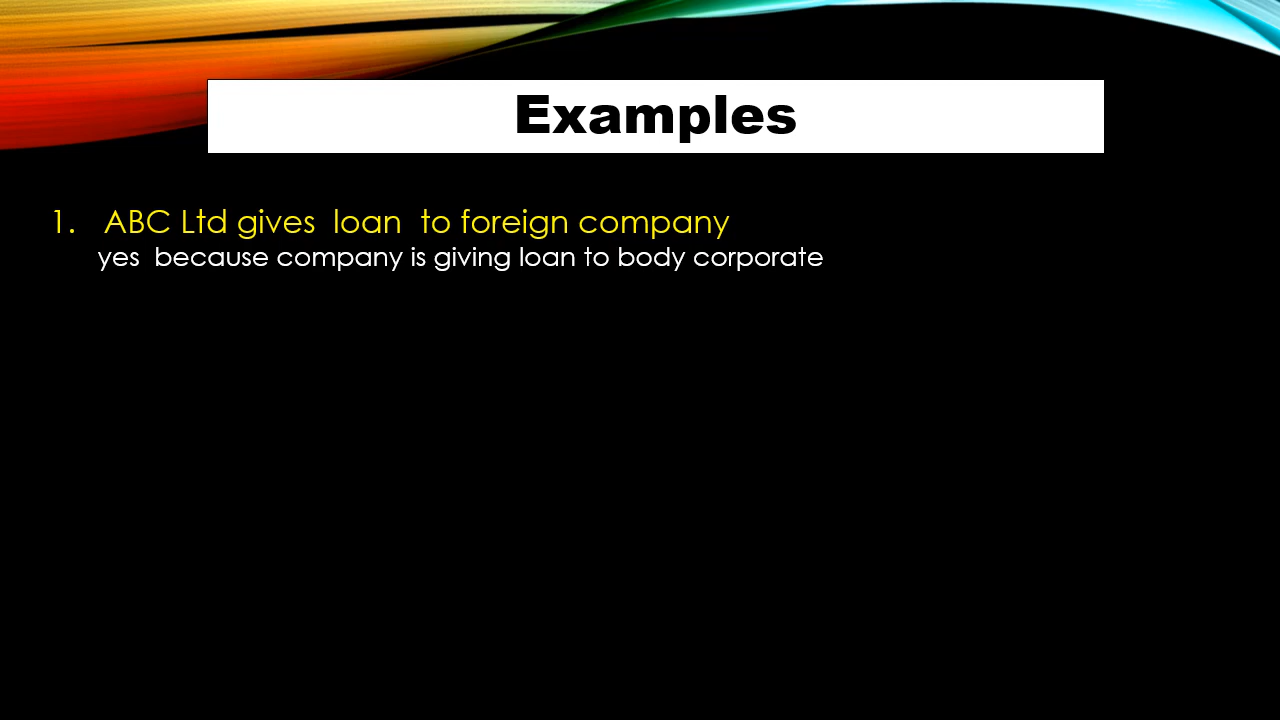 Examples
1. ABC Ltd gives loan to foreign company
yes because company is giving loan to body corporate